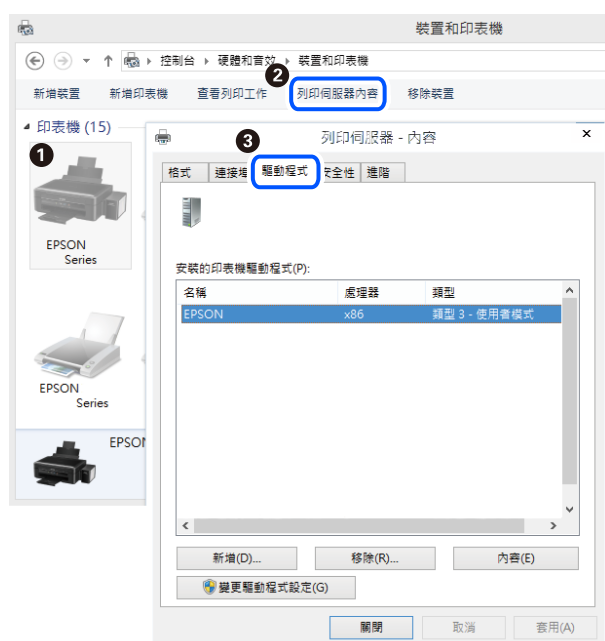 裝置和印表機
控制台 ▸ 硬體和音效 ▸ 裝置和印表機
2
新增裝置 新增印表機 查看列印工作 列印伺服器內容 移除裝置
印表機 (15)
1
3
列印伺服器 - 內容
×
格式 連接埠 驅動程式 安全性 進階
EPSON
Series
安裝的印表機驅動程式(P):
名稱 處理器 類型
EPSON x86 類型 3 - 使用者模式
EPSON
Series
EPSON
新增(D)... 移除(R)... 內容(E)
變更驅動程式設定(G)
關閉 取消 套用(A)